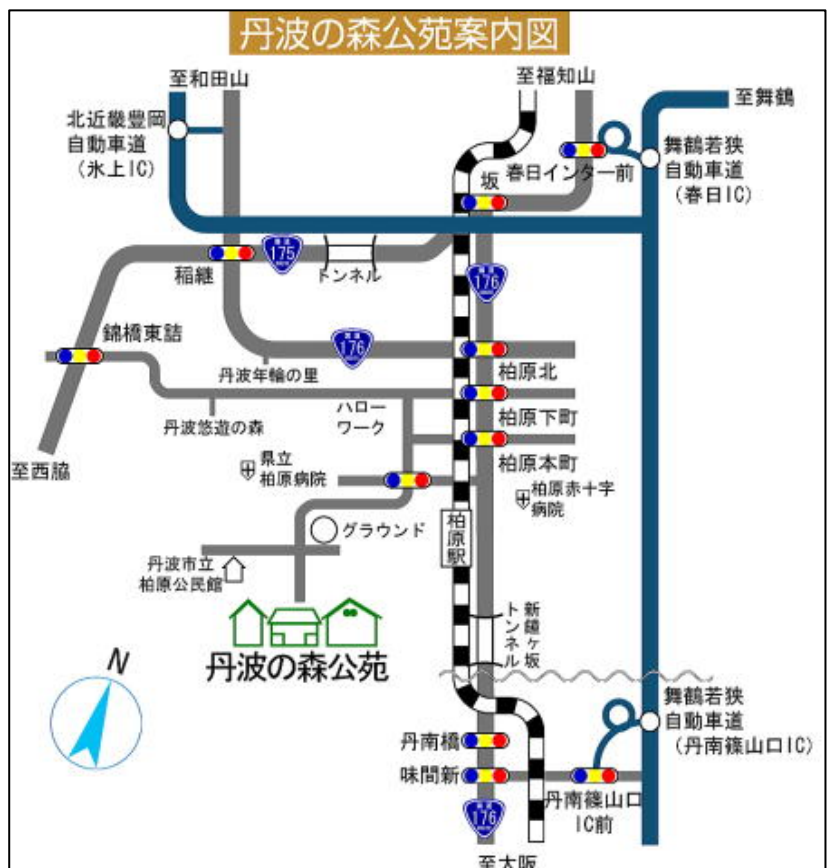 丹波の森公苑案内図
至和田山
至福知山
至舞鶴
北近畿豊岡
自動車道
(氷上IC)
坂
春日インター前
舞鶴若狭
自動車道
(春日IC)
稲継
175
トンネル
176
錦橋東詰
176
丹波年輪の里
柏原北
丹波悠遊の森
ハロー
ワーク
柏原下町
至西脇
県立
柏原病院
柏原本町
柏原赤十字
病院
グラウンド
柏原駅
丹波市立
柏原公民館
新鐘ヶ坂
トンネル
丹波の森公苑
N
舞鶴若狭
自動車道
(丹南篠山口IC)
丹南橋
味間新
丹南篠山口
IC前
176
至大阪